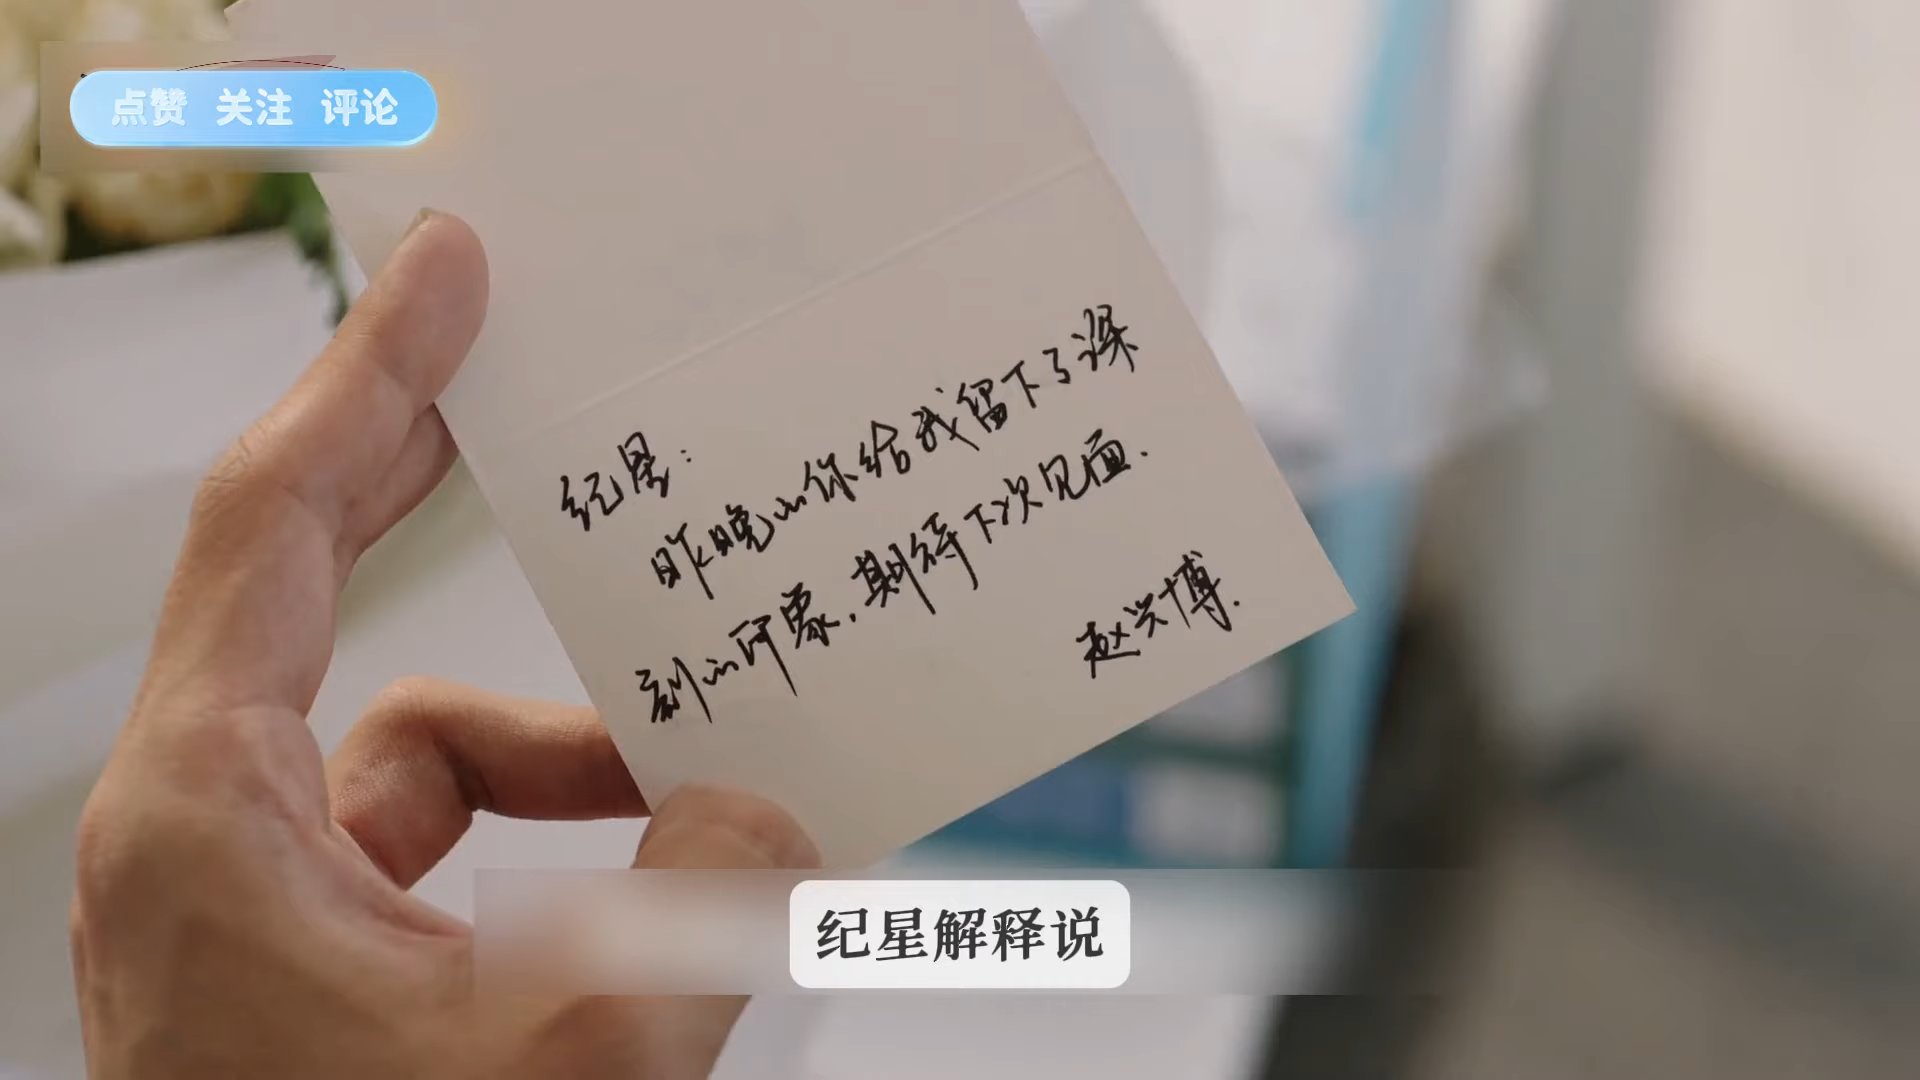 点赞 关注 评论
纪星:
昨晚的你给我留下了深
刻的印象.期待下次见面.
赵兴博.
纪星解释说